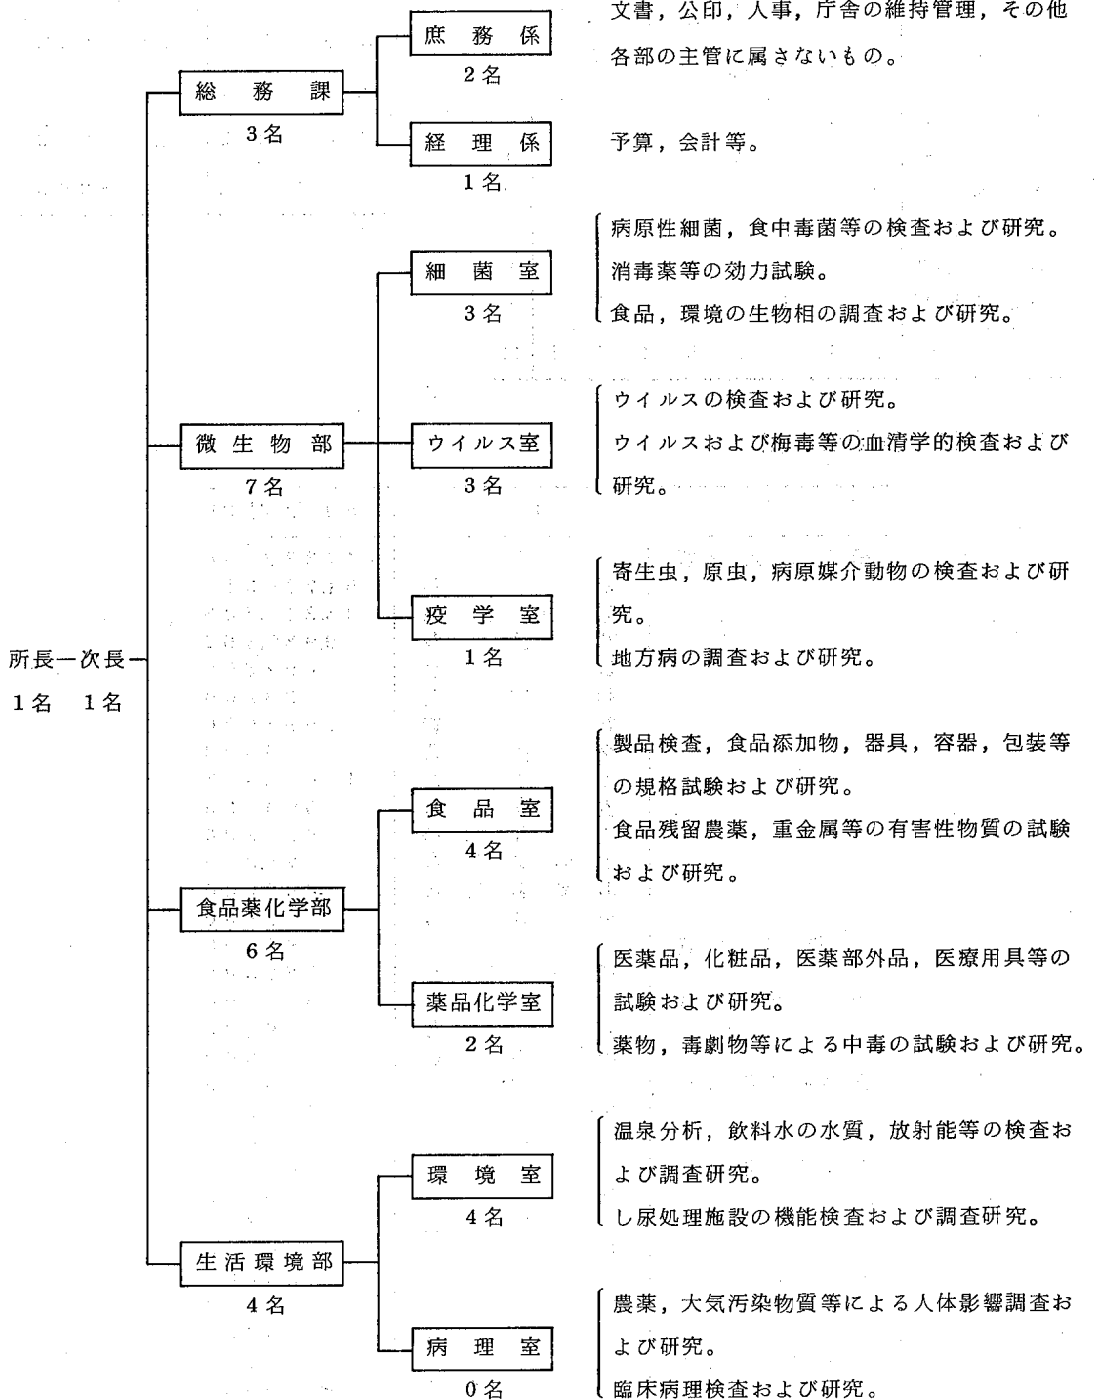 文書，公印，人事，庁舎の維持管理，その他
庶務係
各部の主管に属さないもの。
2名
総務課
3名
経理係
予算，会計等。
1名
病原性細菌，食中毒菌等の検査および研究。
細菌室
消毒薬等の効力試験。
3名
食品，環境の生物相の調査および研究。
ウイルスの検査および研究。
微生物部
ウイルス室
ウイルスおよび梅毒等の血清学的検査および
7名
3名
研究。
寄生虫，原虫，病原媒介動物の検査および研
疫学室
究。
1名
地方病の調査および研究。
所長―次長
1名 1名
製品検査，食品添加物，器具，容器，包装等
の規格試験および研究。
食品室
4名
食品残留農薬，重金属等の有害性物質の試験
および研究。
食品薬化学部
6名
医薬品，化粧品，医薬部外品，医療用具等の
薬品化学室
試験および研究。
2名
薬物，毒劇物等による中毒の試験および研究。
温泉分析，飲料水の水質，放射能等の検査お
環境室
よび調査研究。
4名
し尿処理施設の機能検査および調査研究。
生活環境部
4名
農薬，大気汚染物質等による人体影響調査お
病理室
よび研究。
0名
臨床病理検査および研究。